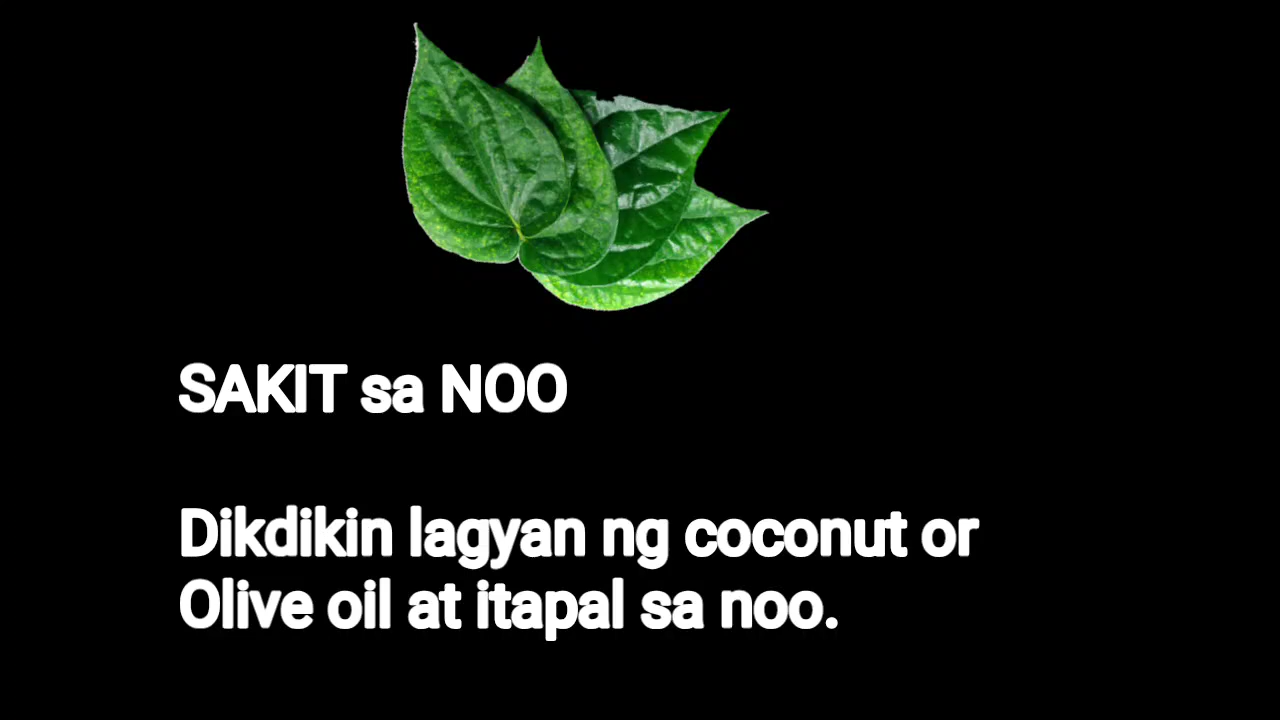 SAKIT sa NOO
Dikdikin lagyan ng coconut or
Olive oil at itapal sa noo.